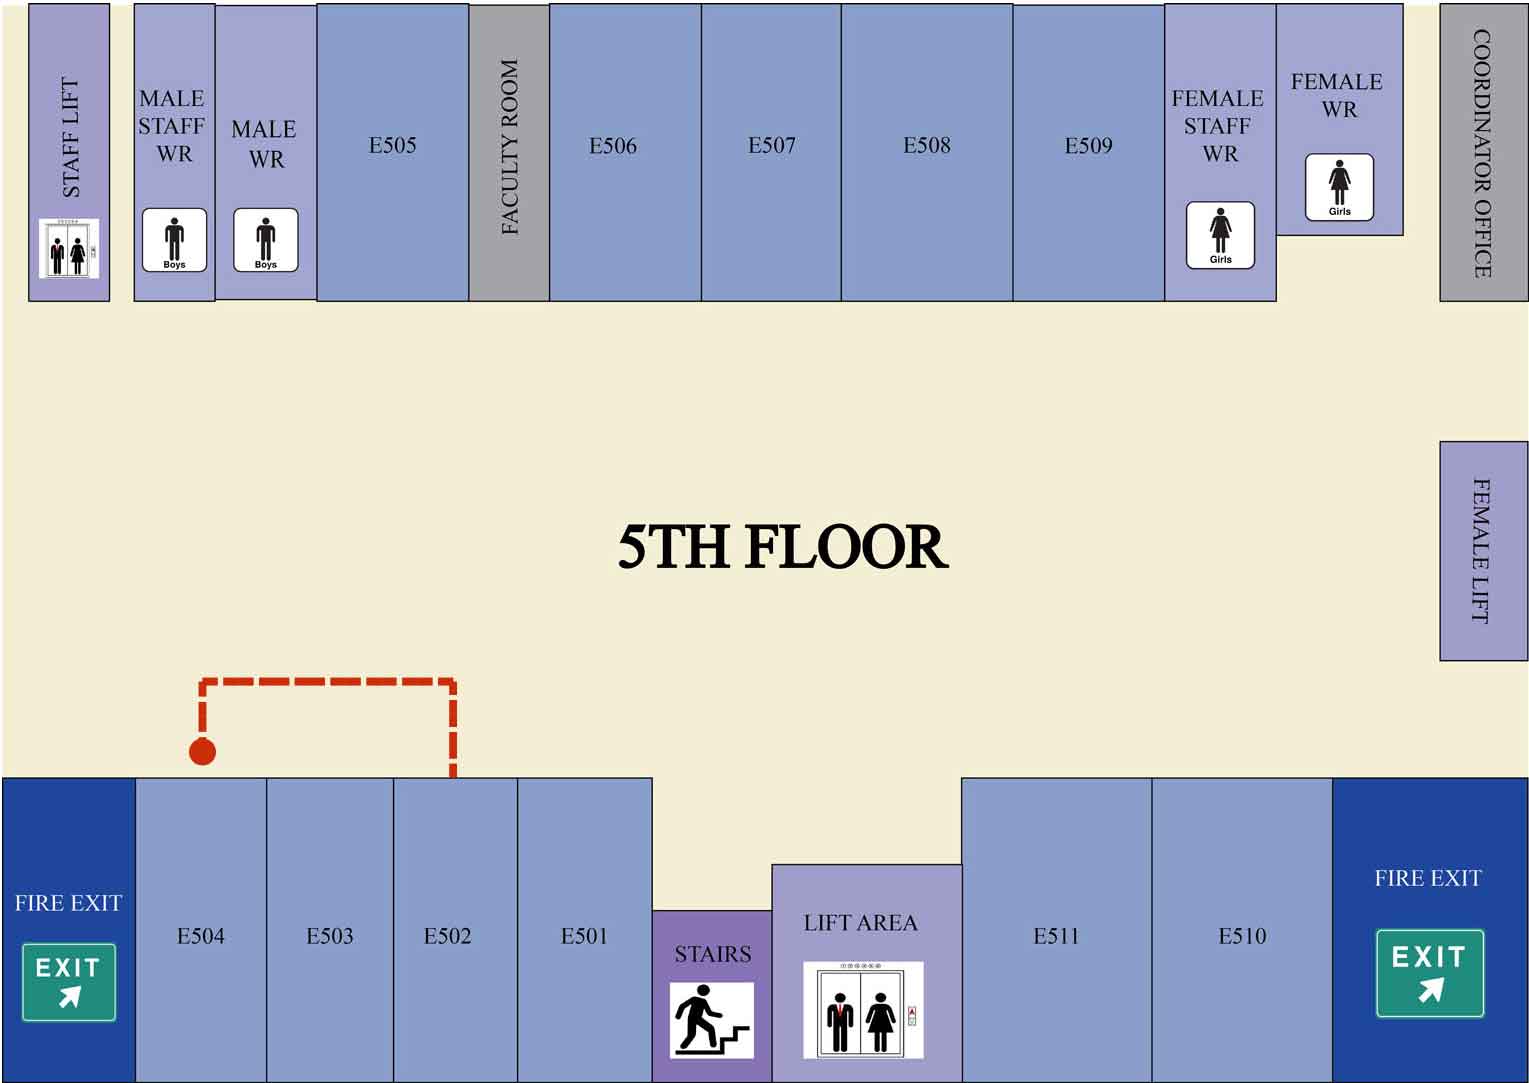 STAFF LIFT
MALE
STAFF
WR
Boys
MALE
WR
Boys
E505
FACULTY ROOM
E506
E507
E508
E509
FEMALE
STAFF
WR
Girls
FEMALE
WR
Girls
COORDINATOR OFFICE
5TH FLOOR
FEMALE LIFT
FIRE EXIT
EXIT
E504
E503
E502
E501
STAIRS
LIFT AREA
E511
E510
FIRE EXIT
EXIT